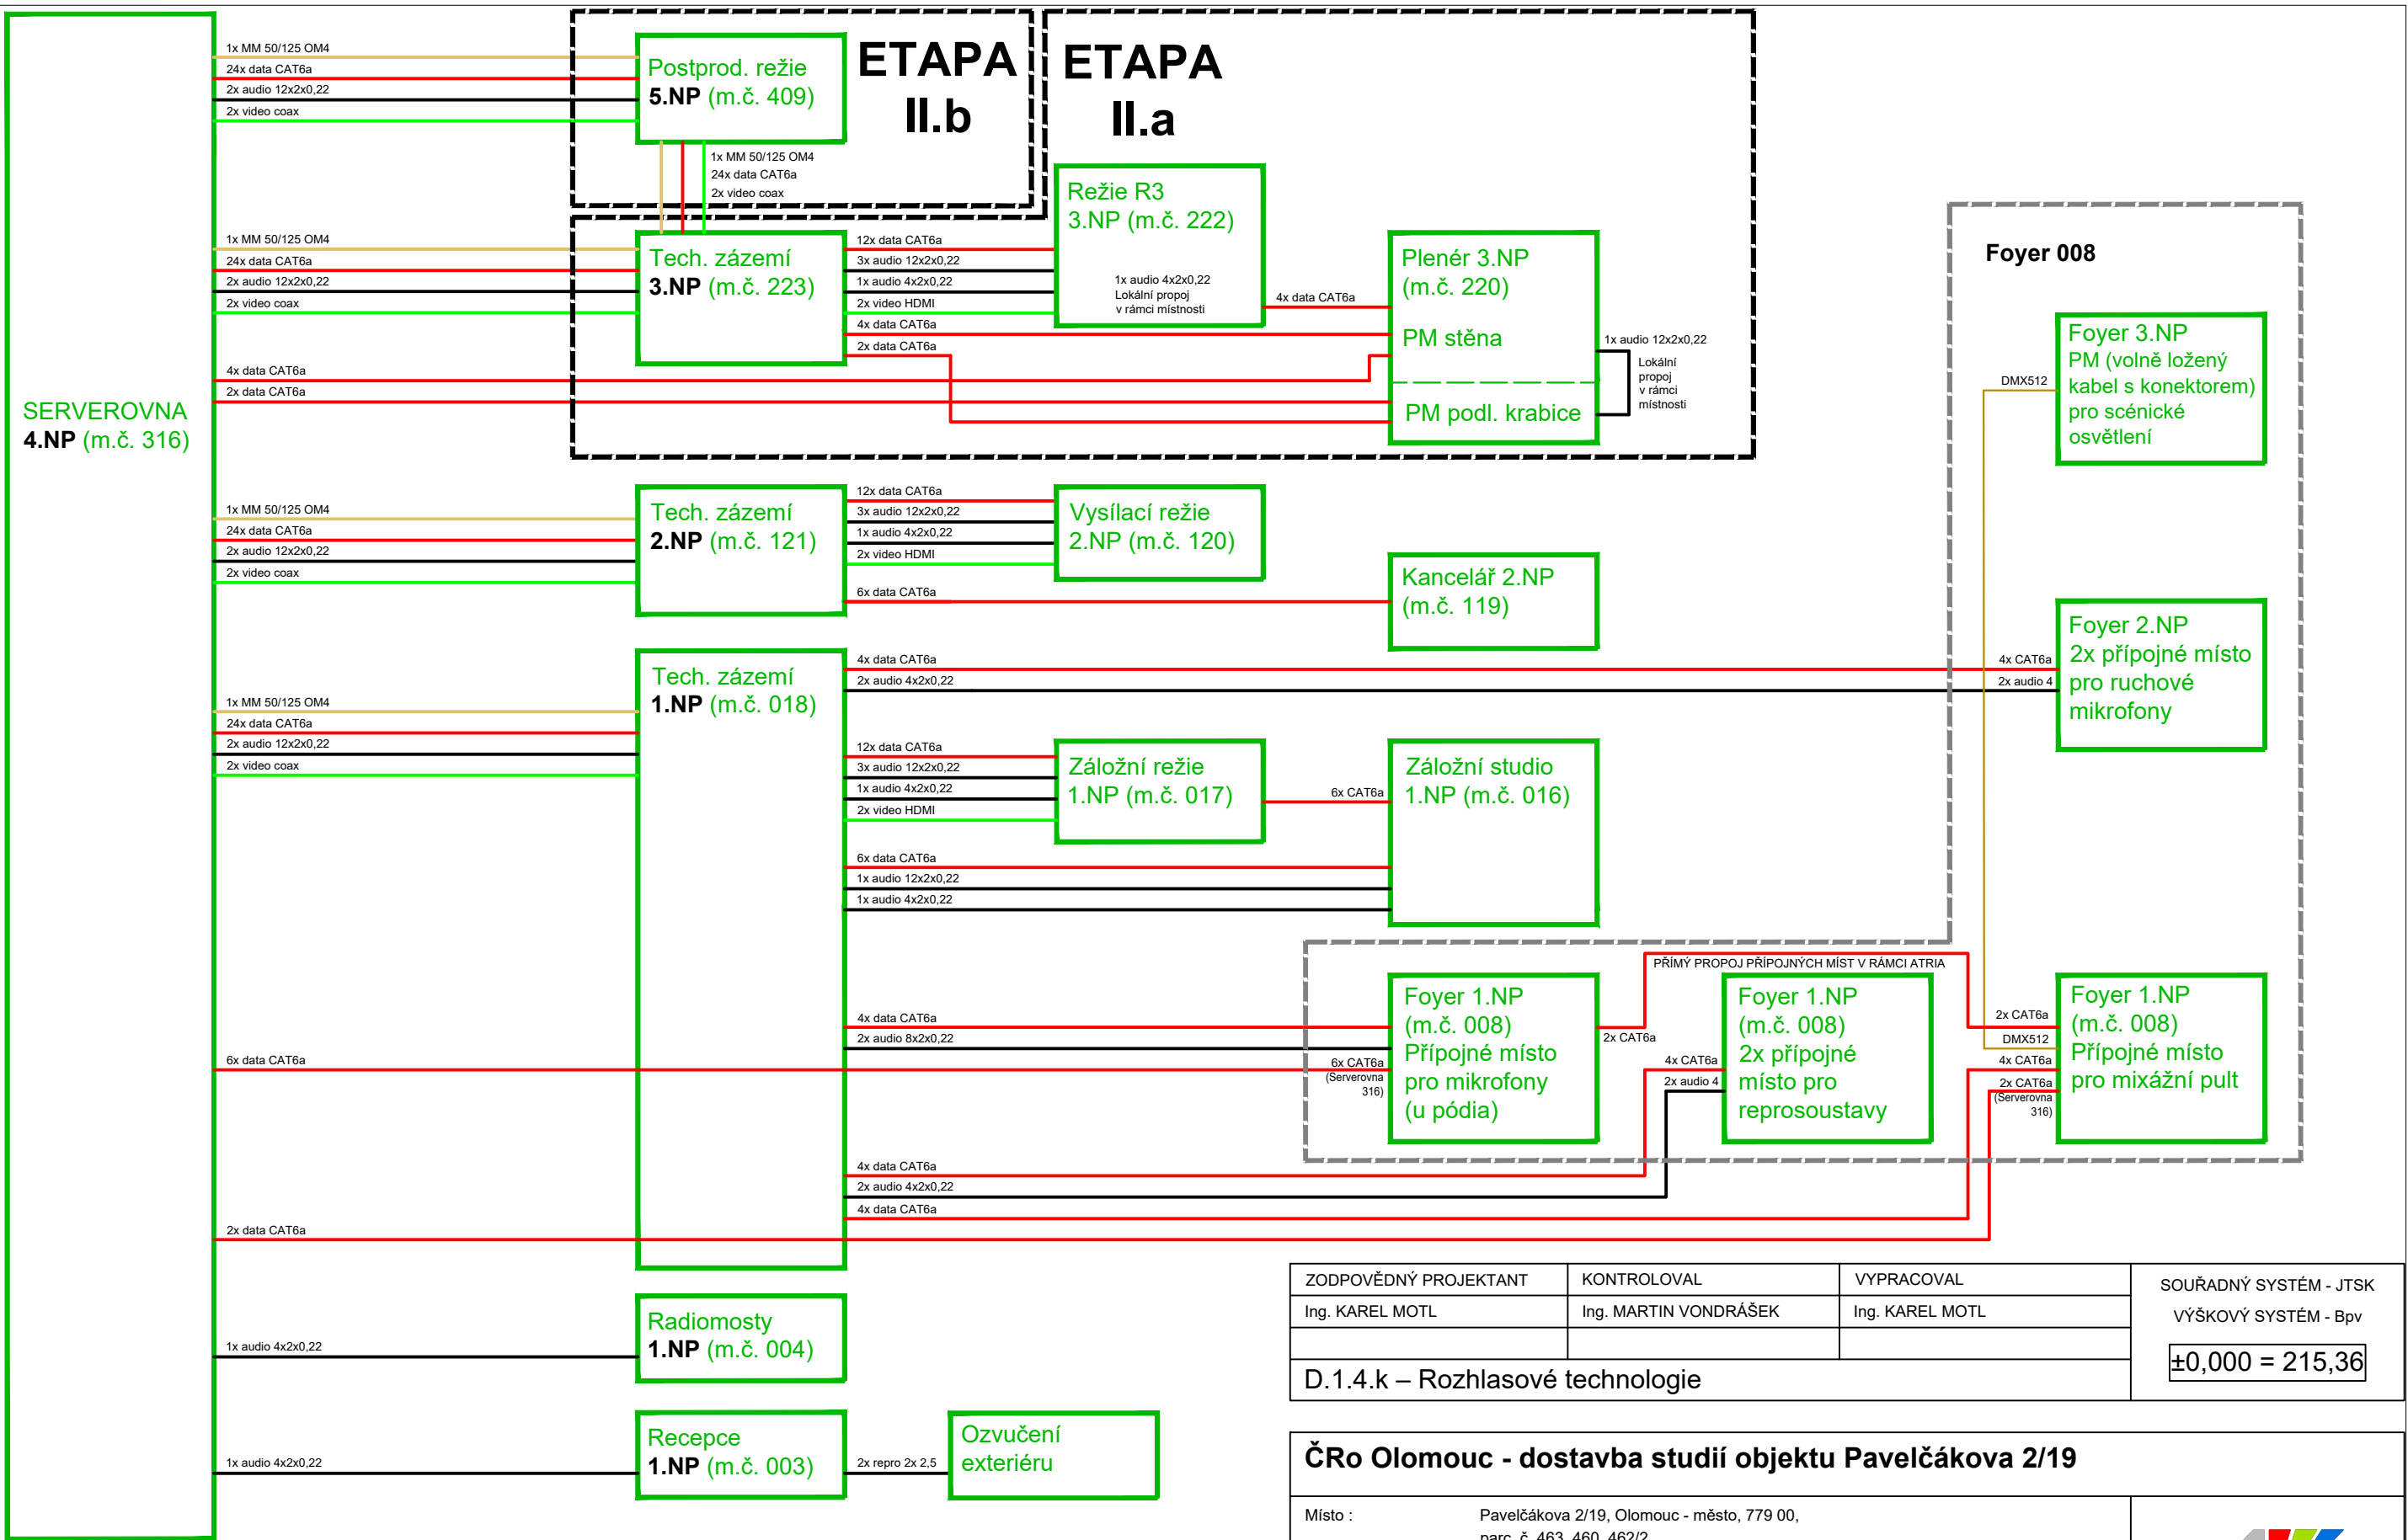 SERVEROVNA
4.NP (m.č. 316)
1x MM 50/125 OM4
24x data CAT6a
2x audio 12x2x0,22
2x video coax
Postprod. režie
5.NP (m.č. 409)
ETAPA
II.b
ETAPA
II.a
1x MM 50/125 OM4
24x data CAT6a
2x video coax
1x MM 50/125 OM4
24x data CAT6a
2x audio 12x2x0,22
2x video coax
Tech. zázemí
3.NP (m.č. 223)
12x data CAT6a
3x audio 12x2x0,22
1x audio 4x2x0,22
2x video HDMI
4x data CAT6a
2x data CAT6a
Režie R3
3.NP (m.č. 222)
1x audio 4x2x0,22
Lokální propoj
v rámci místnosti
4x data CAT6a
Plenér 3.NP
(m.č. 220)
PM stěna
PM podl. krabice
1x audio 12x2x0,22
Lokální
propoj
v rámci
místnosti
4x data CAT6a
2x data CAT6a
Foyer 008
Foyer 3.NP
PM (volně ložený
kabel s konektorem)
pro scénické
osvětlení
DMX512
1x MM 50/125 OM4
24x data CAT6a
2x audio 12x2x0,22
2x video coax
Tech. zázemí
2.NP (m.č. 121)
12x data CAT6a
3x audio 12x2x0,22
1x audio 4x2x0,22
2x video HDMI
6x data CAT6a
Vysílací režie
2.NP (m.č. 120)
Kancelář 2.NP
(m.č. 119)
Foyer 2.NP
2x přípojné místo
pro ruchové
mikrofony
4x CAT6a
2x audio 4
1x MM 50/125 OM4
24x data CAT6a
2x audio 12x2x0,22
2x video coax
Tech. zázemí
1.NP (m.č. 018)
4x data CAT6a
2x audio 4x2x0,22
12x data CAT6a
3x audio 12x2x0,22
1x audio 4x2x0,22
2x video HDMI
Záložní režie
1.NP (m.č. 017)
6x CAT6a
Záložní studio
1.NP (m.č. 016)
6x data CAT6a
1x audio 12x2x0,22
1x audio 4x2x0,22
PŘÍMÝ PROPOJ PŘÍPOJNÝCH MÍST V RÁMCI ATRIA
4x data CAT6a
2x audio 8x2x0,22
6x data CAT6a
6x CAT6a
(Serverovna
316)
Foyer 1.NP
(m.č. 008)
Přípojné místo
pro mikrofony
(u pódia)
2x CAT6a
4x CAT6a
2x audio 4
Foyer 1.NP
(m.č. 008)
2x přípojné
místo pro
reprosoustavy
2x CAT6a
DMX512
4x CAT6a
2x CAT6a
(Serverovna
316)
Foyer 1.NP
(m.č. 008)
Přípojné místo
pro mixážní pult
4x data CAT6a
2x audio 4x2x0,22
4x data CAT6a
2x data CAT6a
1x audio 4x2x0,22
Radiomosty
1.NP (m.č. 004)
1x audio 4x2x0,22
Recepce
1.NP (m.č. 003)
2x repro 2x 2,5
Ozvučení
exteriéru
ZODPOVĚDNÝ PROJEKTANT KONTROLOVAL VYPRACOVAL
Ing. KAREL MOTL Ing. MARTIN VONDRÁŠEK Ing. KAREL MOTL
D.1.4.k – Rozhlasové technologie
SOUŘADNÝ SYSTÉM - JTSK
VÝŠKOVÝ SYSTÉM - Bpv
±0,000 = 215,36
ČRo Olomouc - dostavba studií objektu Pavelčákova 2/19
Místo : Pavelčákova 2/19, Olomouc - město, 779 00,
parc. č. 463, 460, 462/2